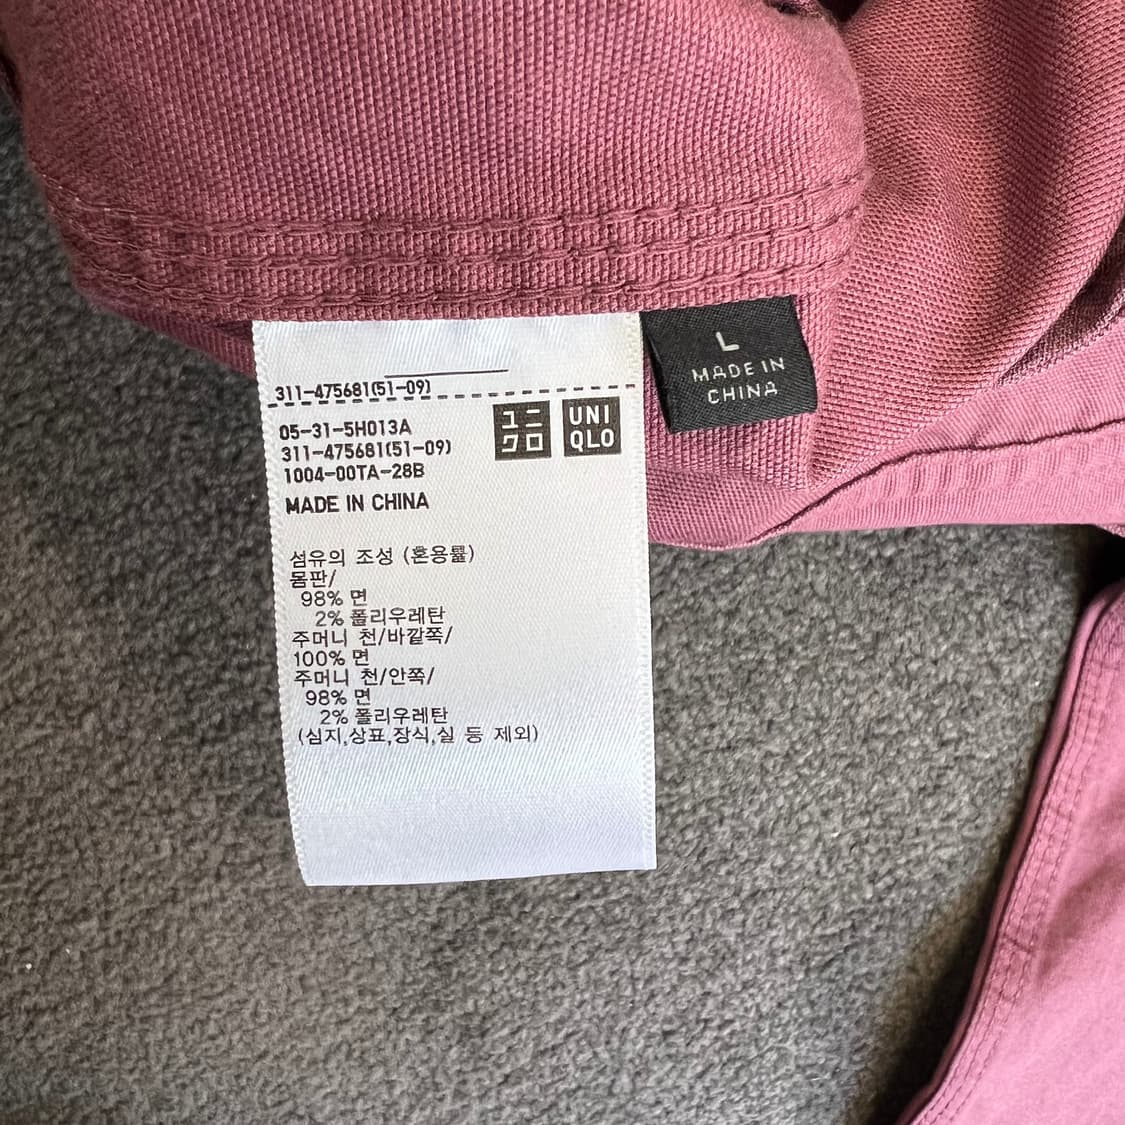 311-475681(51-09)
05-31-5H013A
311-475681(51-09)
1004-00TA-28B
MADE IN CHINA
ユニ
クロ
UNI
QLO
L
MADE IN
CHINA
섬유의 조성 (혼용률)
몸판/
98% 면
2% 폴리우레탄
주머니 천/바깥쪽/
100% 면
주머니 천/안쪽/
98% 면
2% 폴리우레탄
(심지,상표,장식,실 등 제외)